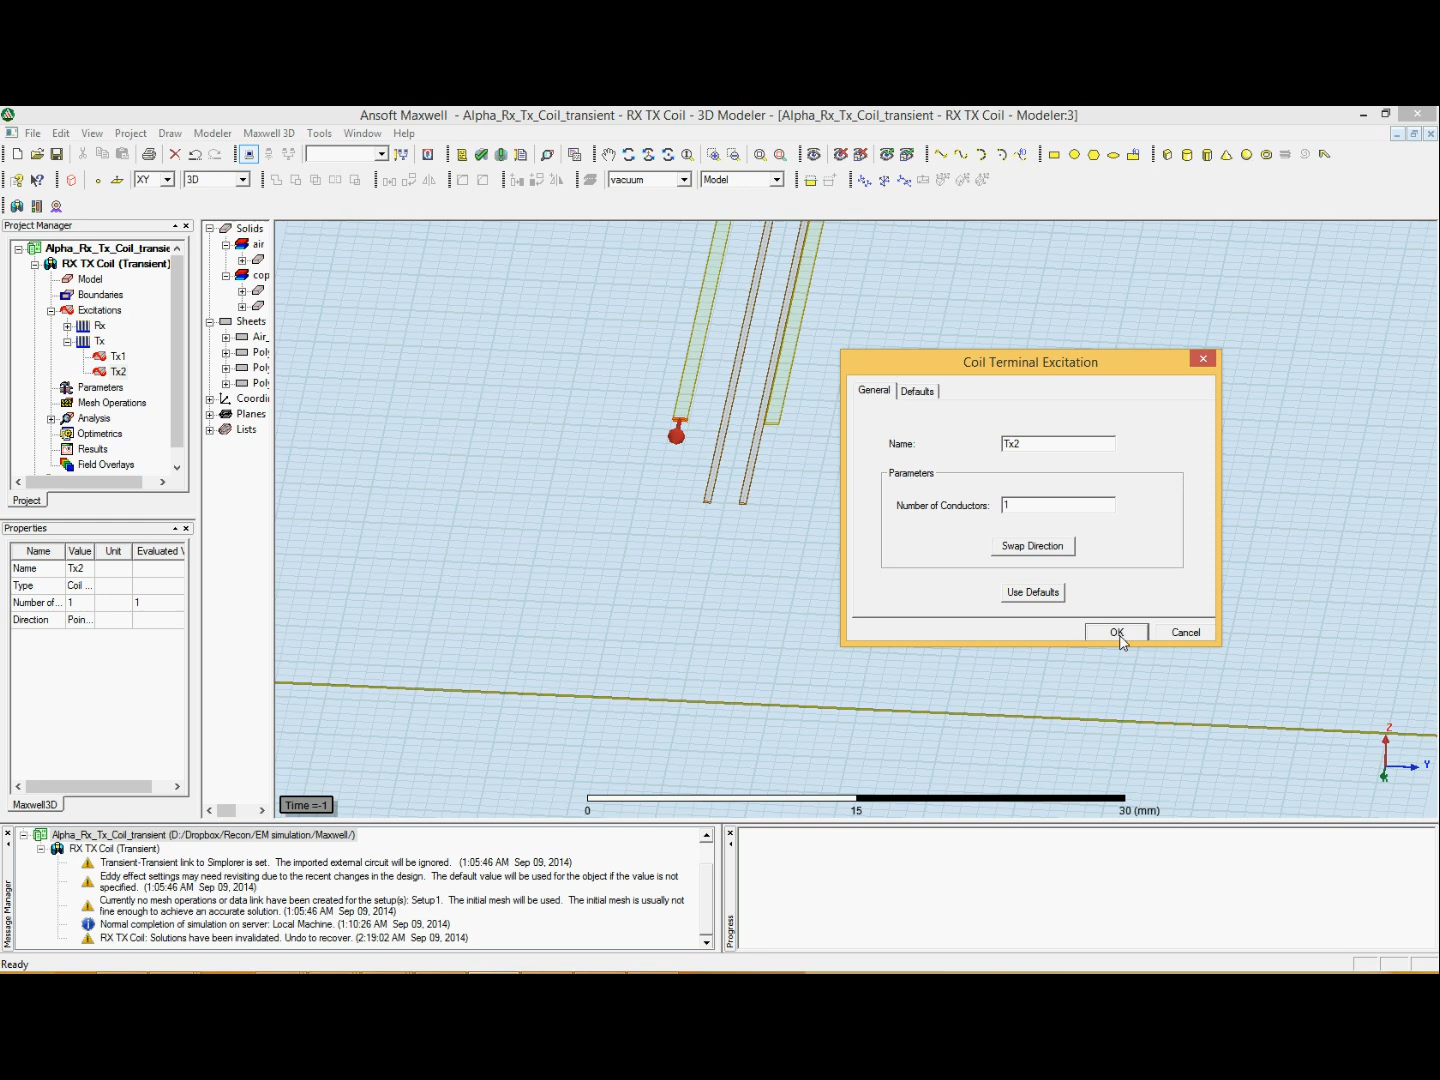 Ansoft Maxwell - Alpha_Rx_Tx_Coil_transient - RX TX Coil - 3D Modeler - [Alpha_Rx_Tx_Coil_transient - RX TX Coil - Modeler:3]
File Edit View Project Draw Modeler Maxwell 3D Tools Window Help
XY 3D vacuum Model
Project Manager
Alpha_Rx_Tx_Coil_transie
RX TX Coil (Transient)
Model
Boundaries
Excitations
Rx
Tx
Tx1
Tx2
Parameters
Mesh Operations
Analysis
Optimetrics
Results
Field Overlays
Project
Properties
Name Value Unit Evaluated V
Name Tx2
Type Coil ...
Number of... 1 1
Direction Poin...
Maxwell3D
Solids
air
cop
Sheets
Air_
Poly
Poly
Poly
Coordi
Planes
Lists
Coil Terminal Excitation
General Defaults
Name: Tx2
Parameters
Number of Conductors: 1
Swap Direction
Use Defaults
OK Cancel
Z
Y
Time =-1
0 15 30 (mm)
Message Manager
Alpha_Rx_Tx_Coil_transient (D:/Dropbox/Recon/EM simulation/Maxwell/)
RX TX Coil (Transient)
Transient-Transient link to Simplorer is set. The imported external circuit will be ignored. (1:05:46 AM Sep 09, 2014)
Eddy effect settings may need revisiting due to the recent changes in the design. The default value will be used for the object if the value is not
specified. (1:05:46 AM Sep 09, 2014)
Currently no mesh operations or data link have been created for the setup(s): Setup1. The initial mesh will be used. The initial mesh is usually not
fine enough to achieve an accurate solution. (1:05:46 AM Sep 09, 2014)
Normal completion of simulation on server: Local Machine. (1:10:26 AM Sep 09, 2014)
RX TX Coil: Solutions have been invalidated. Undo to recover. (2:19:02 AM Sep 09, 2014)
Progress
Ready